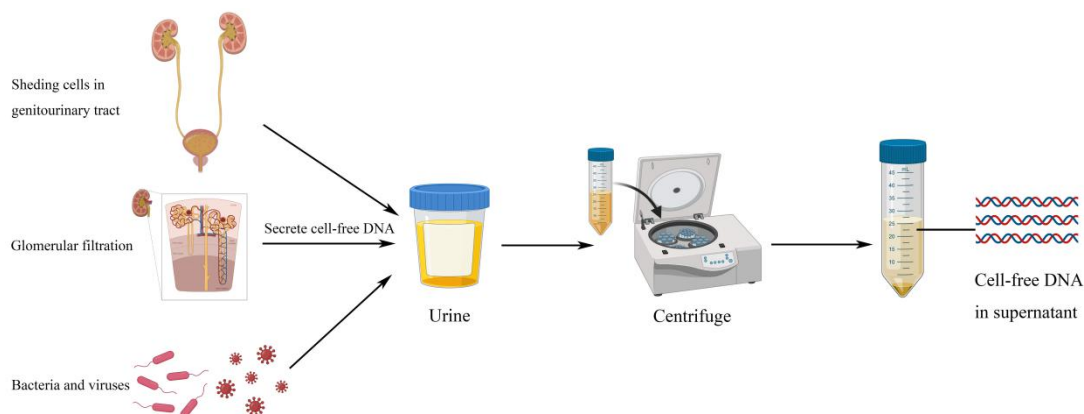 Sheding cells in
genitourinary tract
Glomerular filtration
Secrete cell-free DNA
Bacteria and viruses
Urine
Centrifuge
Cell-free DNA
in supernatant